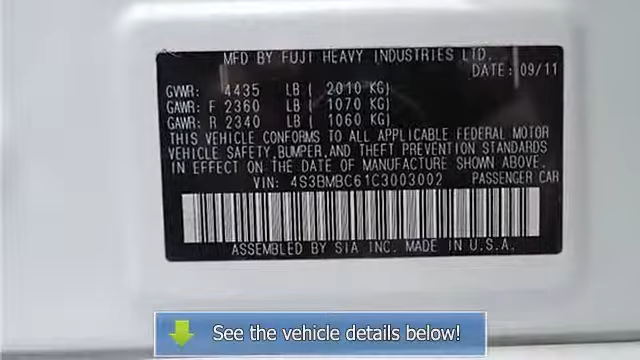 MFD BY FUJI HEAVY INDUSTRIES LTD.
DATE: 09/11
GVWR: 4435 LB ( 2010 KG)
GAWR: F 2360 LB ( 1070 KG)
GAWR: R 2340 LB ( 1060 KG)
THIS VEHICLE CONFORMS TO ALL APPLICABLE FEDERAL MOTOR
VEHICLE SAFETY,BUMPER,AND THEFT PREVENTION STANDARDS
IN EFFECT ON THE DATE OF MANUFACTURE SHOWN ABOVE.
VIN: 4S3BMBC61C3003002 PASSENGER CAR
ASSEMBLED BY SIA INC. MADE IN U.S.A.
See the vehicle details below!